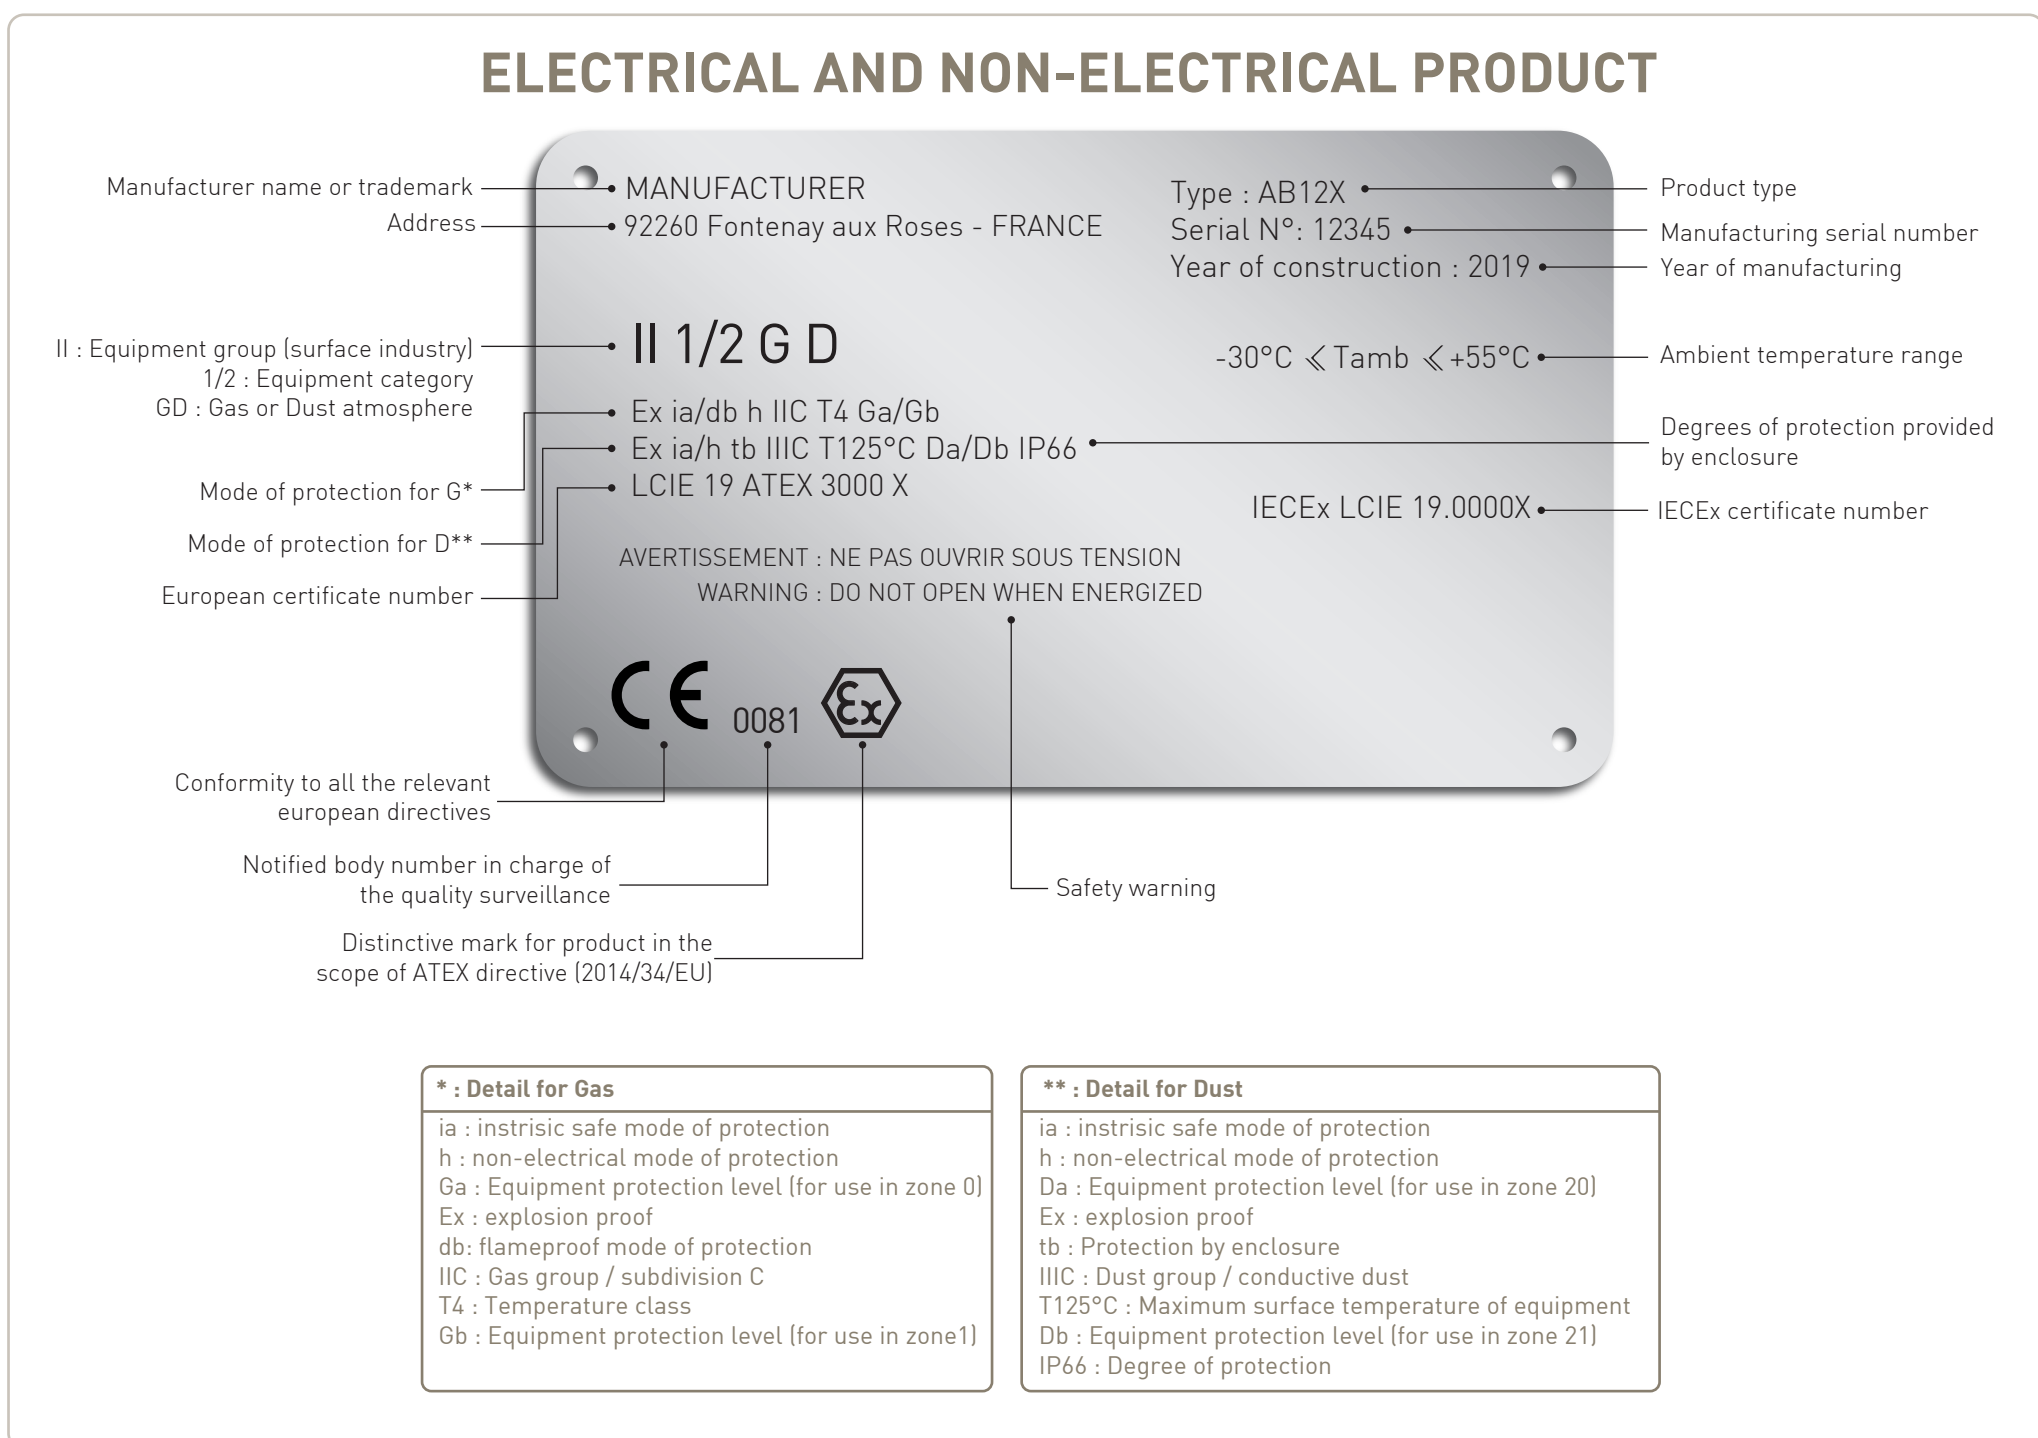 ELECTRICAL AND NON-ELECTRICAL PRODUCT
Manufacturer name or trademark
Address
II : Equipment group (surface industry)
1/2 : Equipment category
GD : Gas or Dust atmosphere
Mode of protection for G*
Mode of protection for D**
European certificate number
MANUFACTURER
92260 Fontenay aux Roses - FRANCE
Type : AB12X
Serial N°: 12345
Year of construction : 2019
II 1/2 G D
-30°C ≪ Tamb ≪ +55°C
Ex ia/db h IIC T4 Ga/Gb
Ex ia/h tb IIIC T125°C Da/Db IP66
LCIE 19 ATEX 3000 X
IECEx LCIE 19.0000X
AVERTISSEMENT : NE PAS OUVRIR SOUS TENSION
WARNING : DO NOT OPEN WHEN ENERGIZED
CE 0081 Ex
Product type
Manufacturing serial number
Year of manufacturing
Ambient temperature range
Degrees of protection provided
by enclosure
IECEx certificate number
Conformity to all the relevant
european directives
Notified body number in charge of
the quality surveillance
Distinctive mark for product in the
scope of ATEX directive (2014/34/EU)
Safety warning
* : Detail for Gas
ia : instrisic safe mode of protection
h : non-electrical mode of protection
Ga : Equipment protection level (for use in zone 0)
Ex : explosion proof
db: flameproof mode of protection
IIC : Gas group / subdivision C
T4 : Temperature class
Gb : Equipment protection level (for use in zone1)
** : Detail for Dust
ia : instrisic safe mode of protection
h : non-electrical mode of protection
Da : Equipment protection level (for use in zone 20)
Ex : explosion proof
tb : Protection by enclosure
IIIC : Dust group / conductive dust
T125°C : Maximum surface temperature of equipment
Db : Equipment protection level (for use in zone 21)
IP66 : Degree of protection